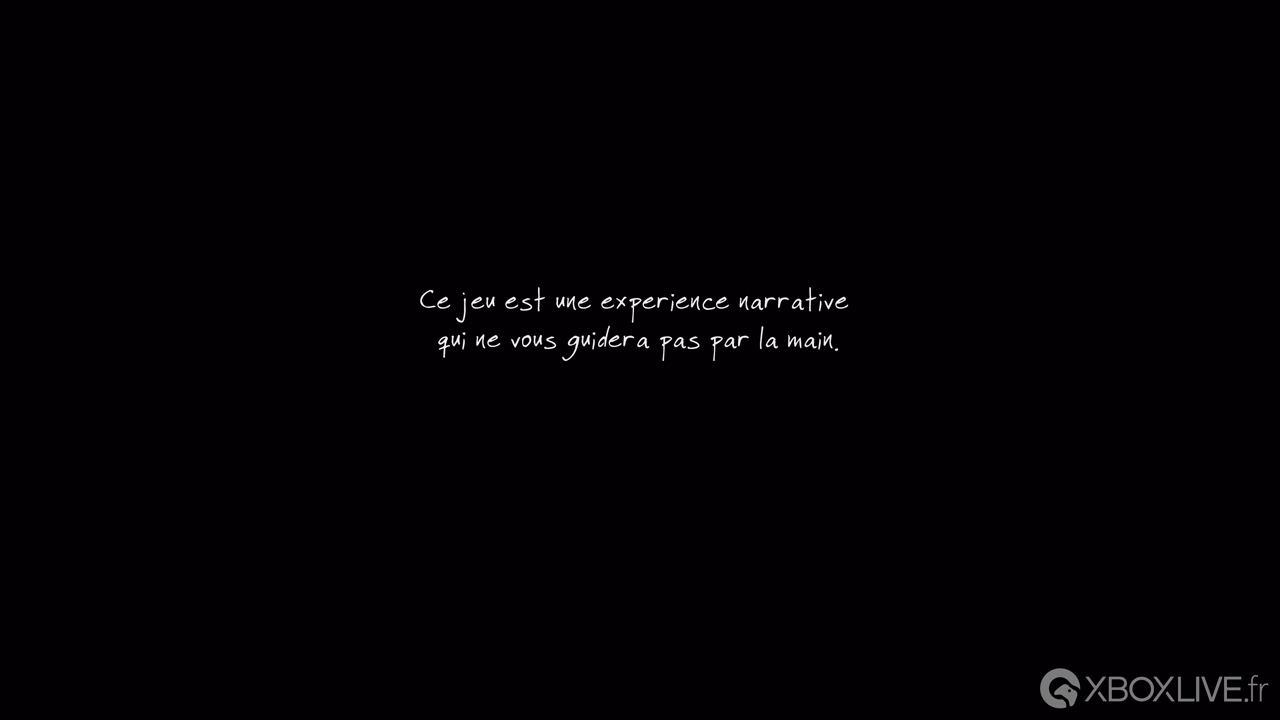 Ce jeu est une experience narrative
qui ne vous guidera pas par la main.
XBOXLIVE.fr